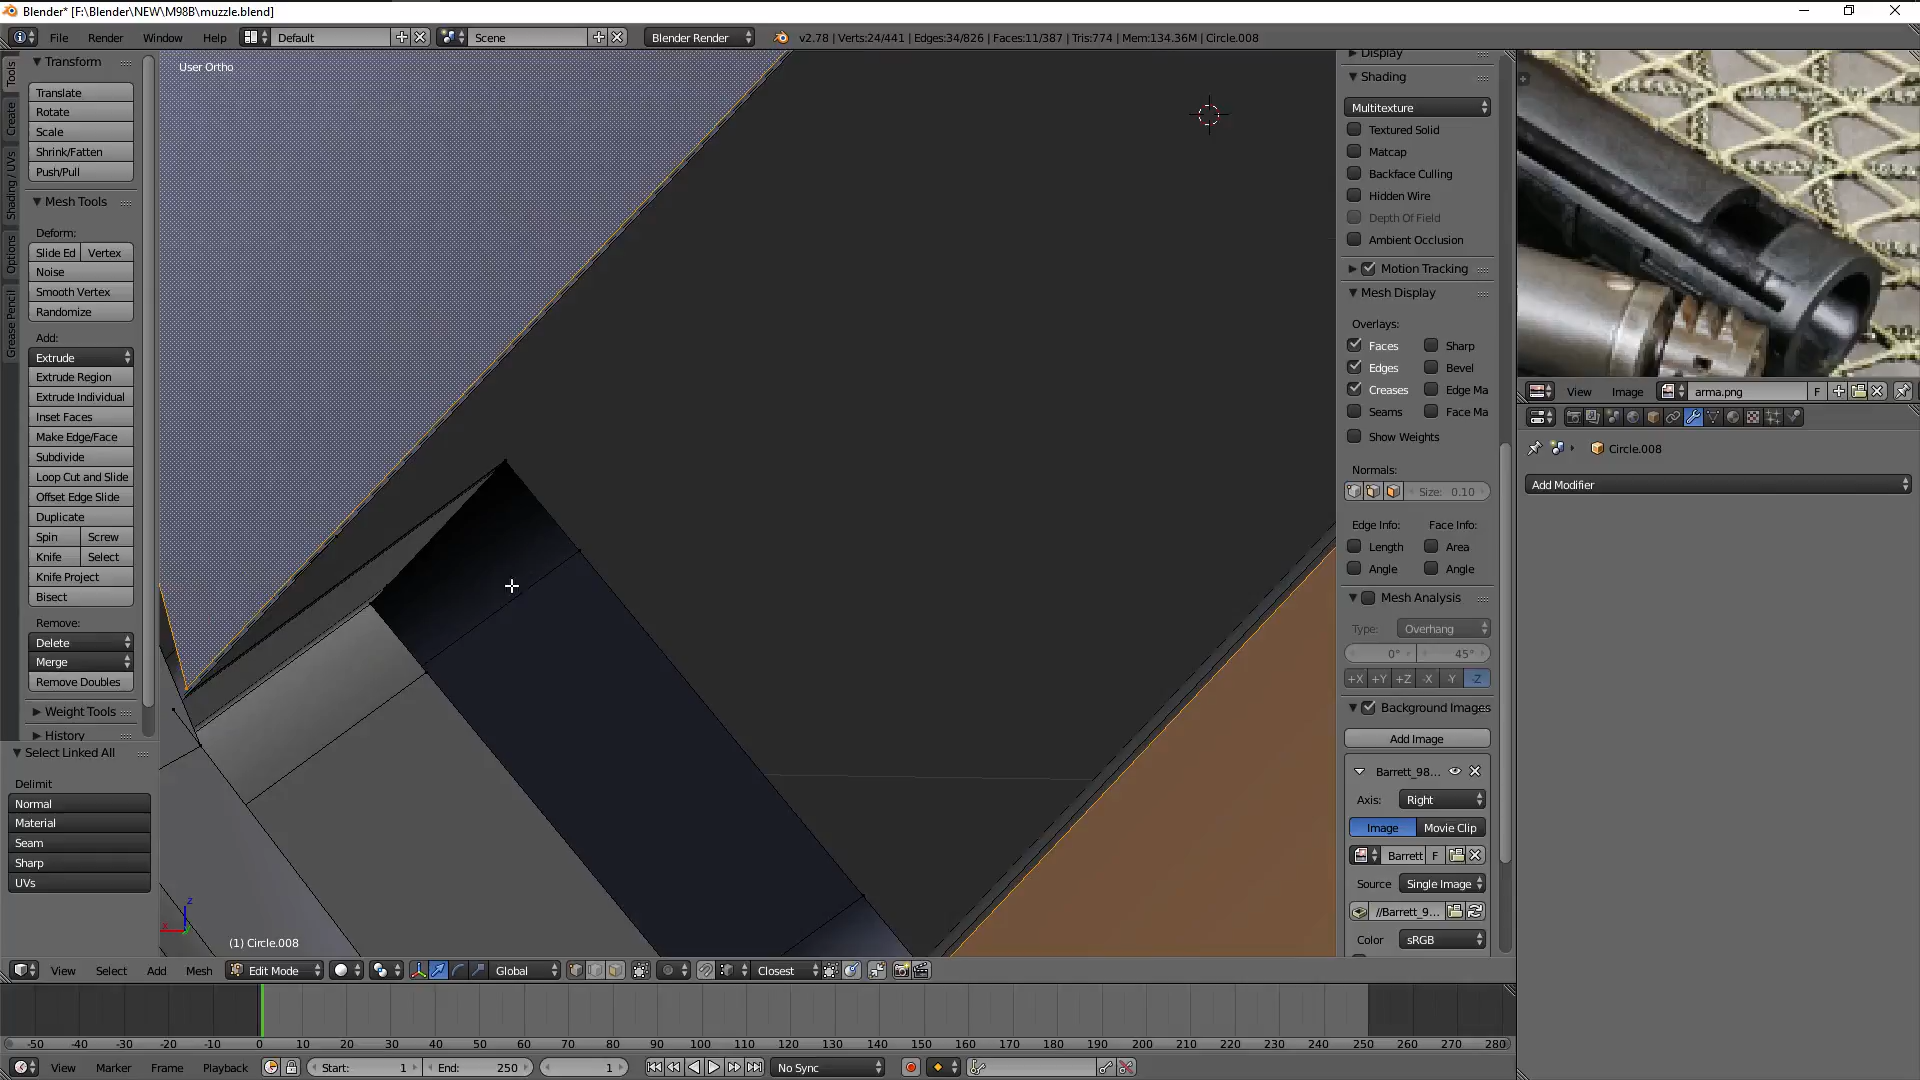 Blender* [F:\Blender\NEW\M98B\muzzle.blend]
File Render Window Help Default Scene Blender Render v2.78 | Verts:24/441 | Edges:34/826 | Faces:11/387 | Tris:774 | Mem:134.36M | Circle.008
Tools
Create
Shading / UVs
Options
Grease Pencil
Transform
Translate
Rotate
Scale
Shrink/Fatten
Push/Pull
Mesh Tools
Deform:
Slide Ed Vertex
Noise
Smooth Vertex
Randomize
Add:
Extrude
Extrude Region
Extrude Individual
Inset Faces
Make Edge/Face
Subdivide
Loop Cut and Slide
Offset Edge Slide
Duplicate
Spin Screw
Knife Select
Knife Project
Bisect
Remove:
Delete
Merge
Remove Doubles
Weight Tools
History
Select Linked All
Delimit
Normal
Material
Seam
Sharp
UVs
User Ortho
z
x
(1) Circle.008
Display
Shading
Multitexture
Textured Solid
Matcap
Backface Culling
Hidden Wire
Depth Of Field
Ambient Occlusion
Motion Tracking
Mesh Display
Overlays:
Faces Sharp
Edges Bevel
Creases Edge Ma
Seams Face Ma
Show Weights
Normals:
Size: 0.10
Edge Info: Face Info:
Length Area
Angle Angle
Mesh Analysis
Type: Overhang
0° 45°
+X +Y +Z -X -Y -Z
Background Images
Add Image
Barrett_98...
Axis: Right
Image Movie Clip
Barrett F
Source Single Image
//Barrett_9...
Color sRGB
View Image arma.png F
Circle.008
Add Modifier
View Select Add Mesh Edit Mode Global Closest
-50 -40 -30 -20 -10 0 10 20 30 40 50 60 70 80 90 100 110 120 130 140 150 160 170 180 190 200 210 220 230 240 250 260 270 280
View Marker Frame Playback Start: 1 End: 250 1 No Sync